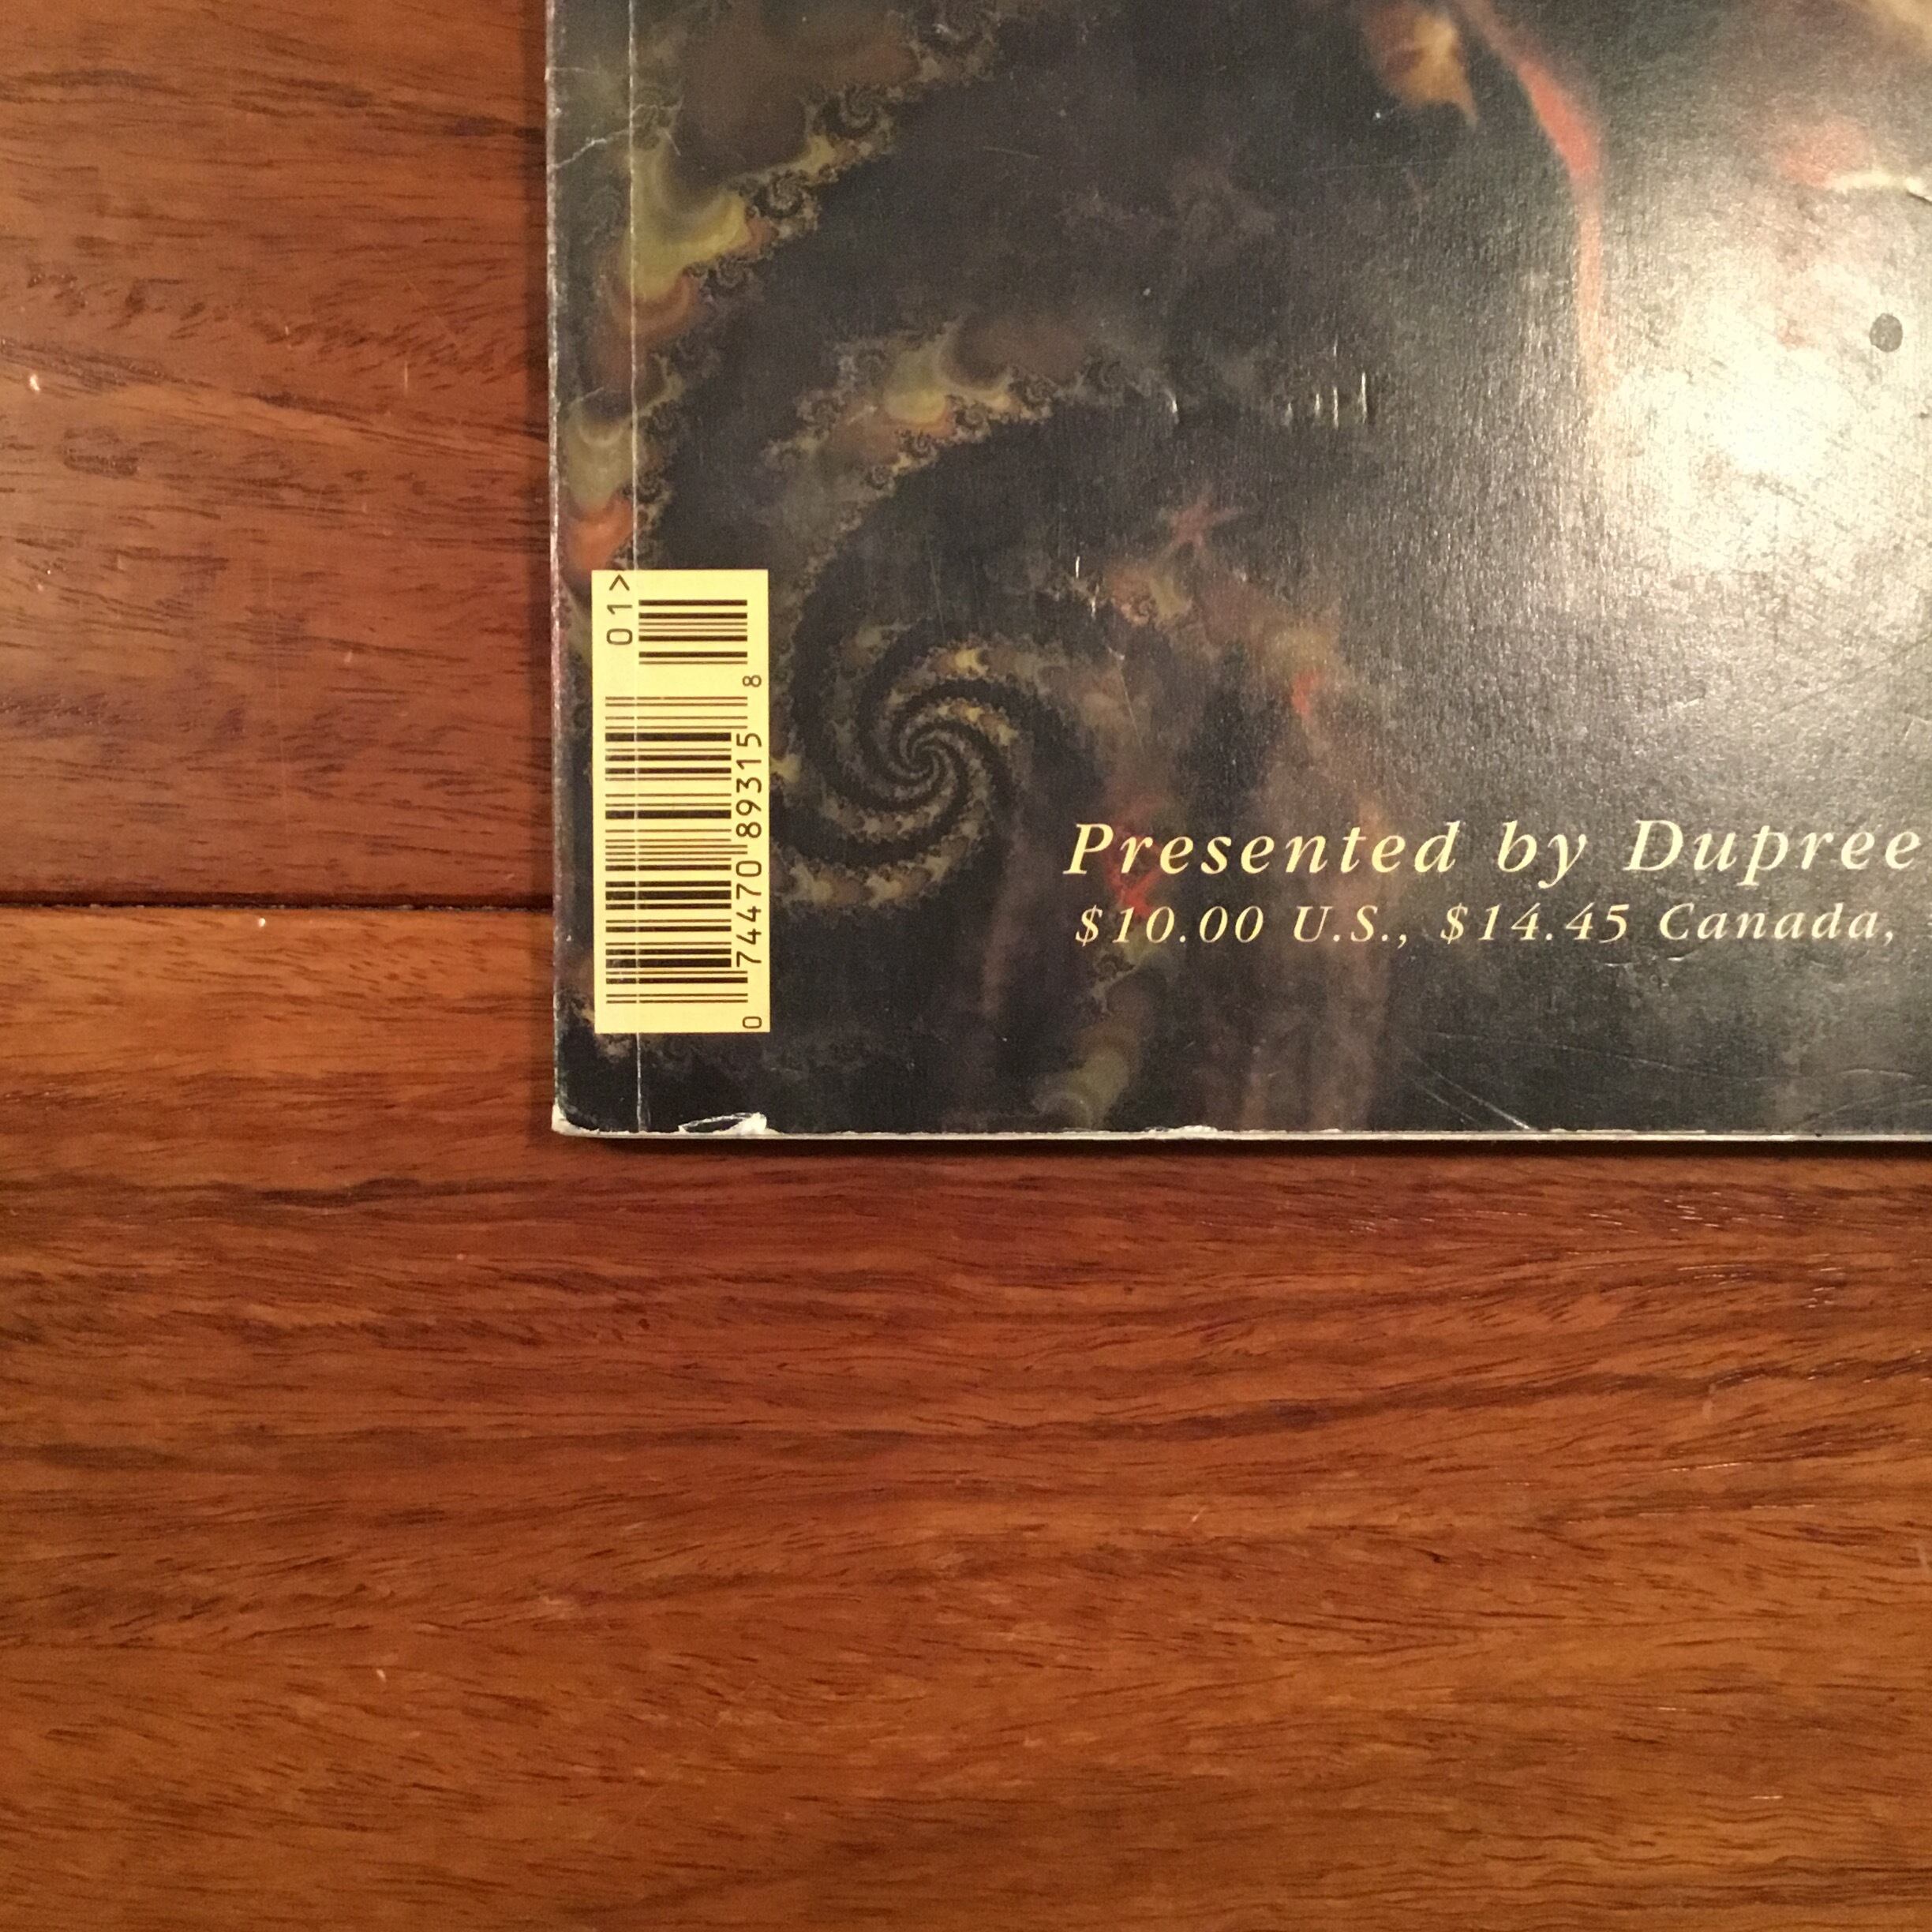 01>
0 74470 89315 8
Presented by Dupree
$10.00 U.S., $14.45 Canada,